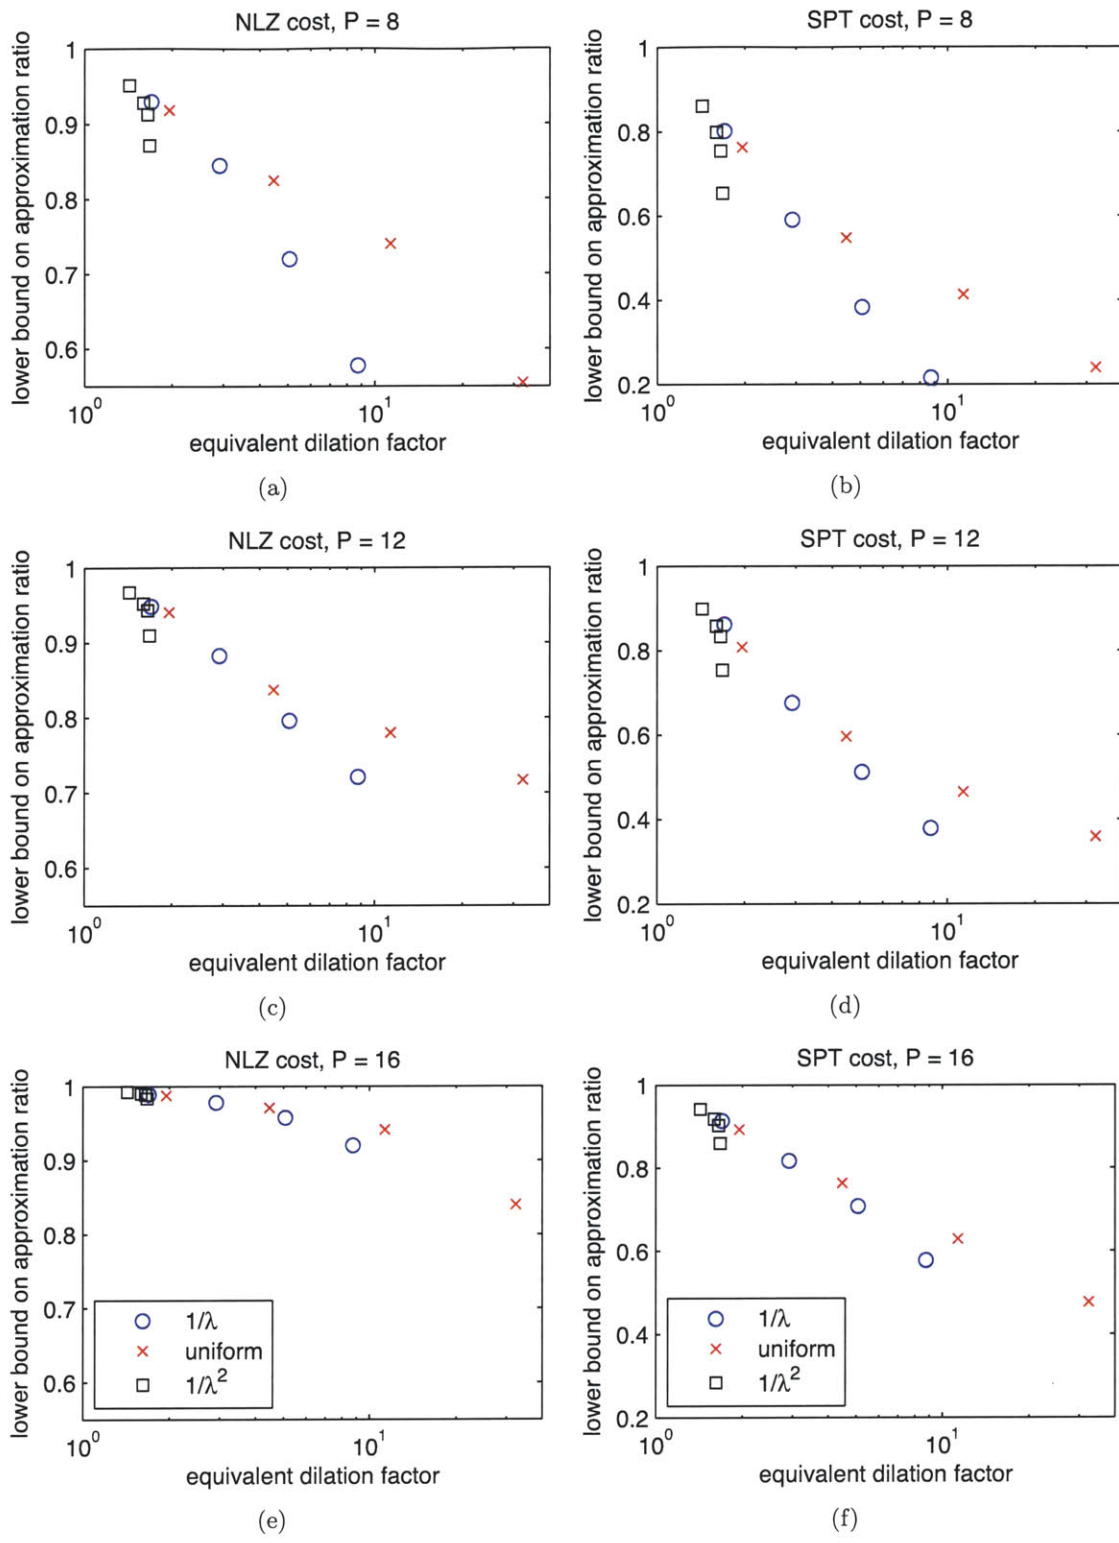 NLZ cost, P = 8
lower bound on approximation ratio
1
0.9
0.8
0.7
0.6
10^0
10^1
equivalent dilation factor
(a)
SPT cost, P = 8
lower bound on approximation ratio
1
0.8
0.6
0.4
0.2
10^0
10^1
equivalent dilation factor
(b)
NLZ cost, P = 12
lower bound on approximation ratio
1
0.9
0.8
0.7
0.6
10^0
10^1
equivalent dilation factor
(c)
SPT cost, P = 12
lower bound on approximation ratio
1
0.8
0.6
0.4
0.2
10^0
10^1
equivalent dilation factor
(d)
NLZ cost, P = 16
lower bound on approximation ratio
1
0.9
0.8
0.7
0.6
1/λ
uniform
1/λ^2
10^0
10^1
equivalent dilation factor
(e)
SPT cost, P = 16
lower bound on approximation ratio
1
0.8
0.6
0.4
0.2
1/λ
uniform
1/λ^2
10^0
10^1
equivalent dilation factor
(f)